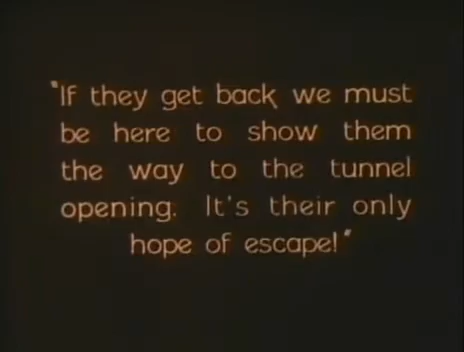 "If they get back we must
be here to show them
the way to the tunnel
opening. It's their only
hope of escape!"